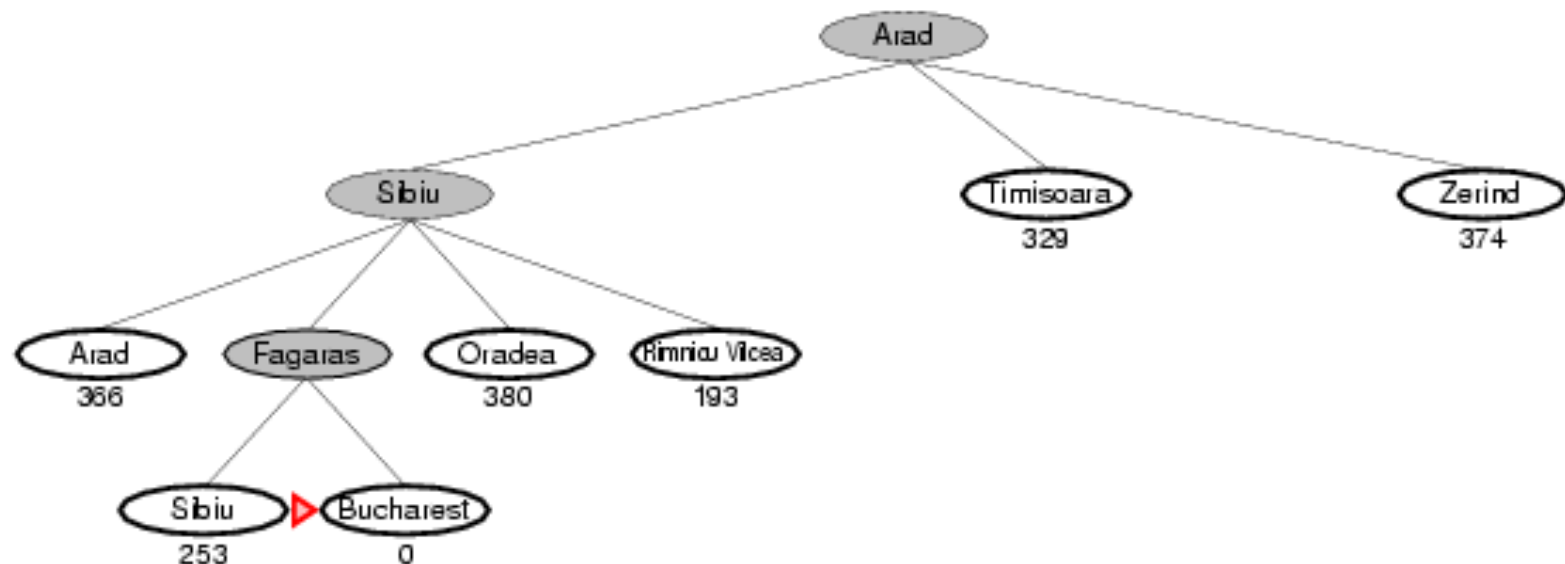 Arad
Sibiu
Timisoara
Zerind
329
374
Arad
Fagaras
Oradea
Rimnicu Vilcea
366
380
193
Sibiu
Bucharest
253
0